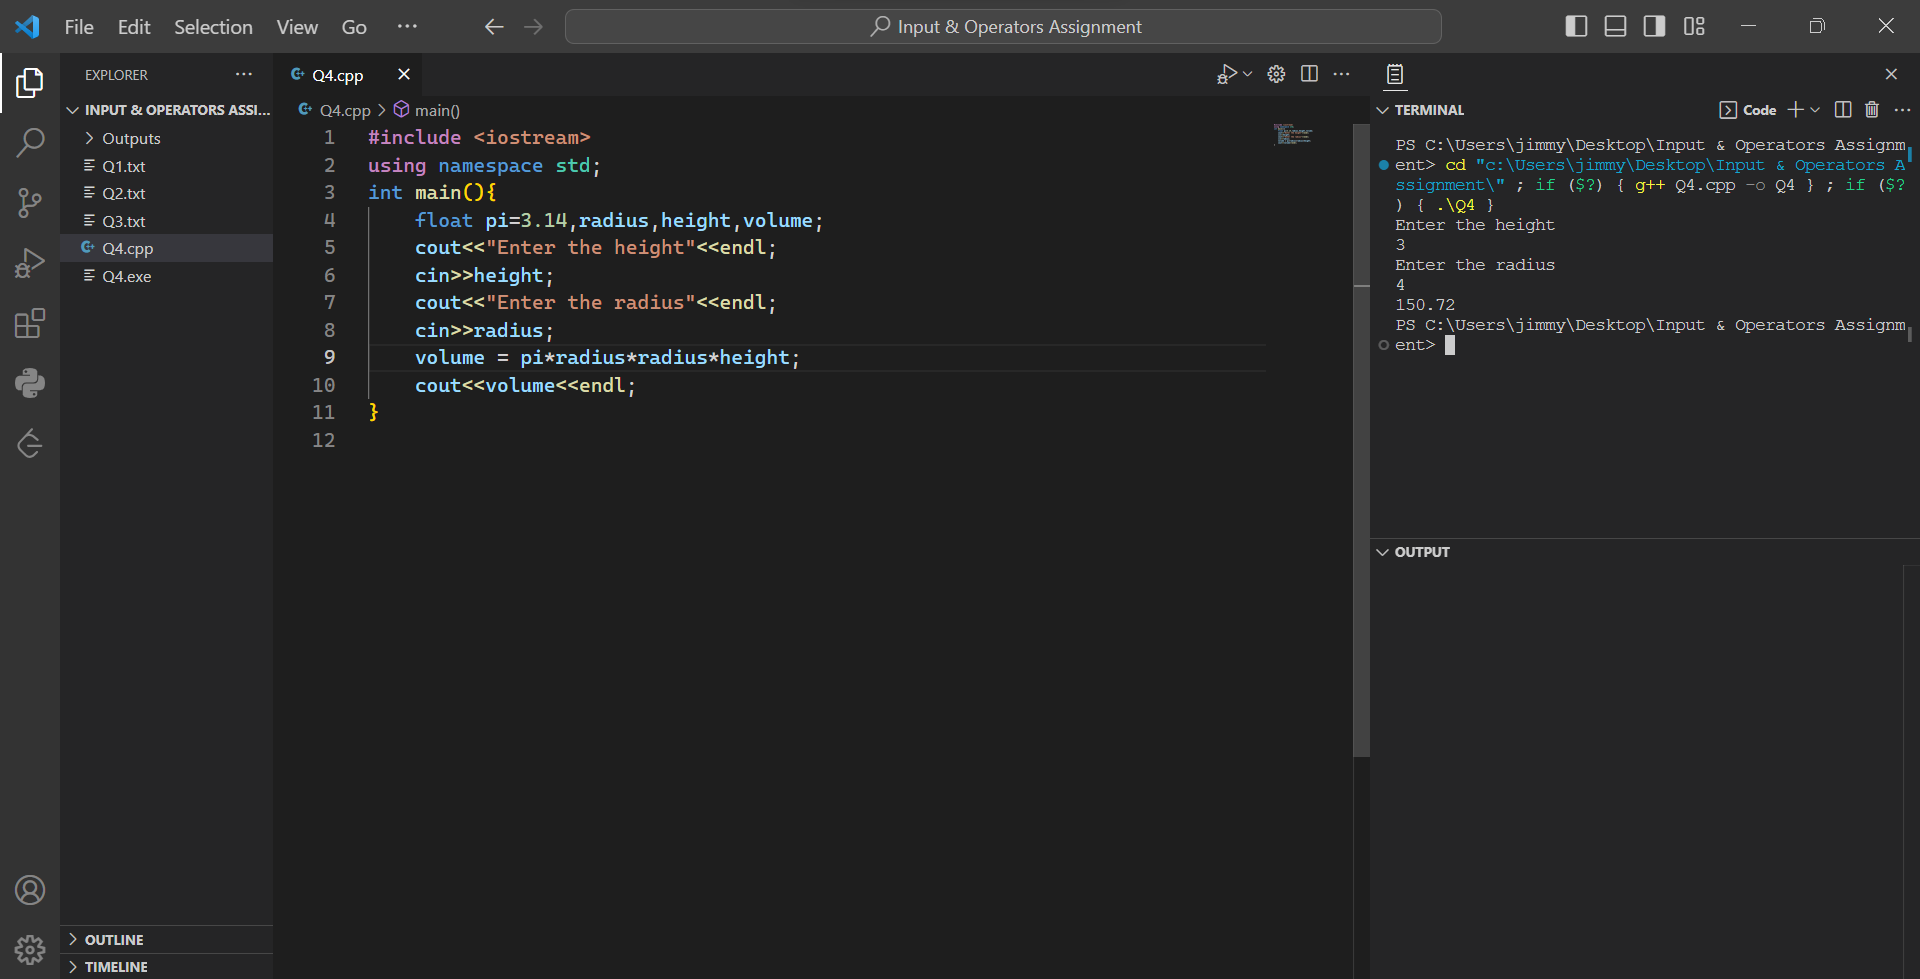 File Edit Selection View Go ··· Input & Operators Assignment
EXPLORER ···
INPUT & OPERATORS ASSI...
Outputs
Q1.txt
Q2.txt
Q3.txt
Q4.cpp
Q4.exe
OUTLINE
TIMELINE
Q4.cpp
Q4.cpp > main()
1 #include <iostream>
2 using namespace std;
3 int main(){
4 float pi=3.14,radius,height,volume;
5 cout<<"Enter the height"<<endl;
6 cin>>height;
7 cout<<"Enter the radius"<<endl;
8 cin>>radius;
9 volume = pi*radius*radius*height;
10 cout<<volume<<endl;
11 }
12
TERMINAL Code
PS C:\Users\jimmy\Desktop\Input & Operators Assignm
ent> cd "c:\Users\jimmy\Desktop\Input & Operators A
ssignment\" ; if ($?) { g++ Q4.cpp -o Q4 } ; if ($?
) { .\Q4 }
Enter the height
3
Enter the radius
4
150.72
PS C:\Users\jimmy\Desktop\Input & Operators Assignm
ent>
OUTPUT